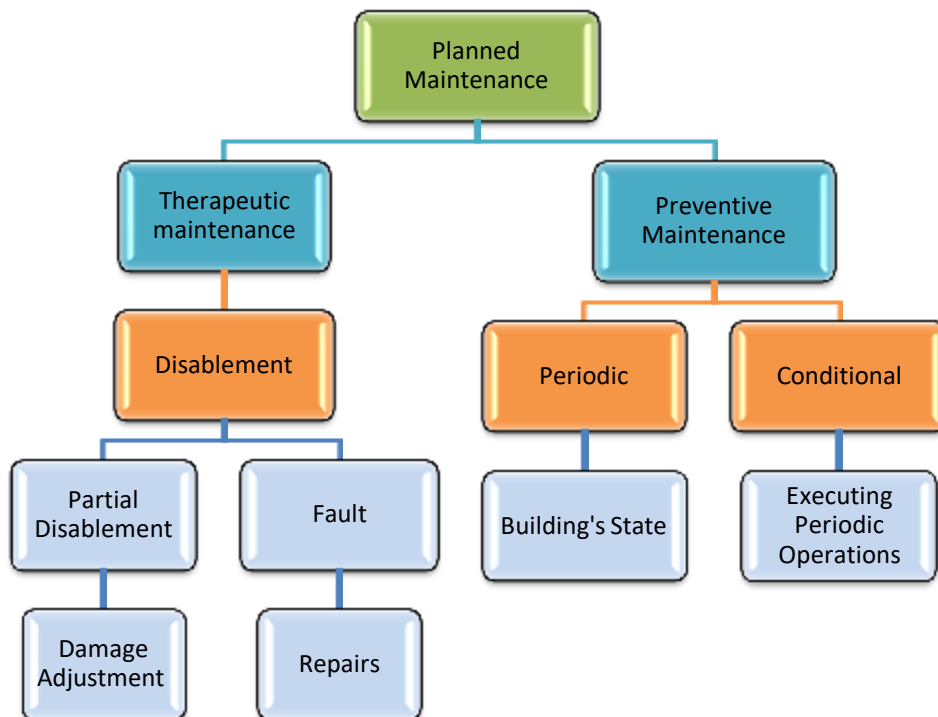 Planned
Maintenance
Therapeutic
maintenance
Preventive
Maintenance
Disablement
Periodic
Conditional
Partial
Disablement
Fault
Building's State
Executing
Periodic
Operations
Damage
Adjustment
Repairs